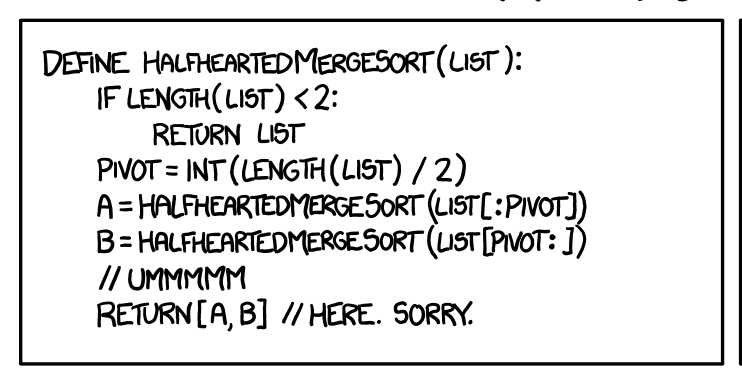 DEFINE HALFHEARTEDMERGESORT(LIST):
IF LENGTH(LIST) < 2:
RETURN LIST
PIVOT = INT(LENGTH(LIST) / 2)
A = HALFHEARTEDMERGESORT(LIST[:PIVOT])
B = HALFHEARTEDMERGESORT(LIST[PIVOT: ])
// UMMMMM
RETURN[A, B] // HERE. SORRY.